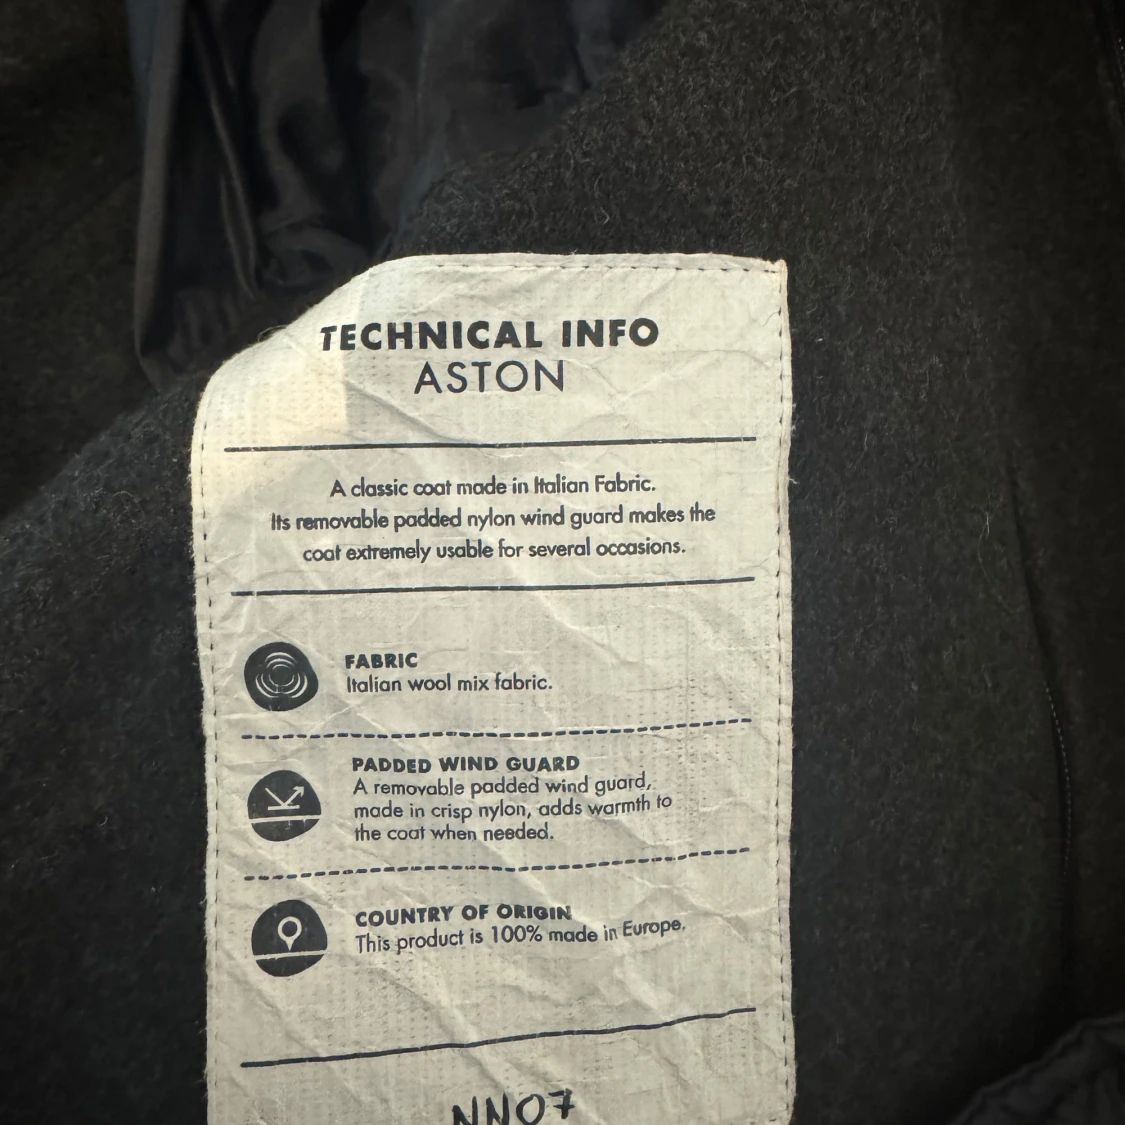 TECHNICAL INFO
ASTON
A classic coat made in Italian Fabric.
Its removable padded nylon wind guard makes the
coat extremely usable for several occasions.
FABRIC
Italian wool mix fabric.
PADDED WIND GUARD
A removable padded wind guard,
made in crisp nylon, adds warmth to
the coat when needed.
COUNTRY OF ORIGIN
This product is 100% made in Europe.
NN07